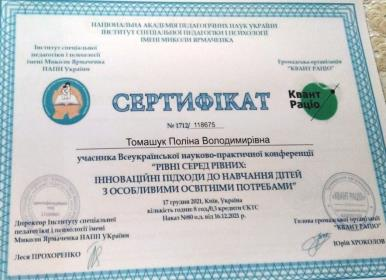 НАЦІОНАЛЬНА АКАДЕМІЯ ПЕДАГОГІЧНИХ НАУК УКРАЇНИ
ІНСТИТУТ СПЕЦІАЛЬНОЇ ПЕДАГОГІКИ І ПСИХОЛОГІЇ
ІМЕНІ МИКОЛИ ЯРМАЧЕНКА
Інститут спеціальної
педагогіки і психології
імені Миколи Ярмаченка
НАПН України
Громадська організація
"КВАНТ РАЦІО"
СЕРТИФІКАТ
Квант
Раціо
№ 1712/ 118675
Томашук Поліна Володимирівна
учасника Всеукраїнської науково-практичної конференції
"РІВНІ СЕРЕД РІВНИХ:
ІННОВАЦІЙНІ ПІДХОДИ ДО НАВЧАННЯ ДІТЕЙ
З ОСОБЛИВИМИ ОСВІТНІМИ ПОТРЕБАМИ"
17 грудня 2021, Київ, Україна
кількість годин: 8 год./0,3 кредити ЄКТС
Наказ №80 о.д. від 16.12.2021 р.
Директор Інституту спеціальної
педагогіки і психології імені
Миколи Ярмаченка НАПН України
Леся ПРОХОРЕНКО
Голова громадської організації
"КВАНТ РАЦІО"
Юрій ХРОКОЛОВ